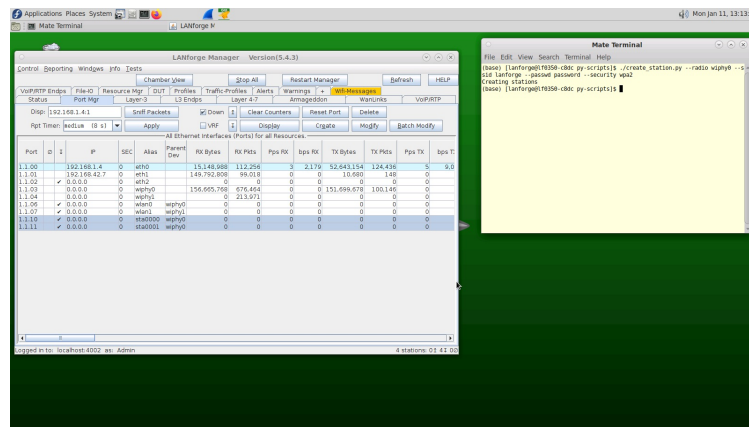 Applications Places System
Mon Jan 11, 13:13
Mate Terminal
LANforge M
LANforge Manager Version(5.4.3)
Control Reporting Windows Info Tests
Chamber View Stop All Restart Manager Refresh HELP
VoIP/RTP Endps File-IO Resource Mgr DUT Profiles Traffic-Profiles Alerts Warnings + Wifi-Messages
Status Port Mgr Layer-3 L3 Endps Layer 4-7 Armageddon WanLinks VoIP/RTP
Disp: 192.168.1.4:1 Sniff Packets Down Clear Counters Reset Port Delete
Rpt Timer: medium (8 s) Apply VRF Display Create Modify Batch Modify
All Ethernet Interfaces (Ports) for all Resources.
Port IP SEC Alias Parent Dev RX Bytes RX Pkts Pps RX bps RX TX Bytes TX Pkts Pps TX bps T
1.1.00 192.168.1.4 0 eth0 15,148,988 112,256 3 2,179 52,643,154 124,436 5 9,0
1.1.01 192.168.42.7 0 eth1 149,792,808 99,018 0 0 10,680 148 0
1.1.02 ✔ 0.0.0.0 0 eth2 0 0 0 0 0 0 0
1.1.03 0.0.0.0 0 wiphy0 156,665,768 676,464 0 0 151,699,678 100,146 0
1.1.04 0.0.0.0 0 wiphy1 0 213,971 0 0 0 0 0
1.1.06 ✔ 0.0.0.0 0 wlan0 wiphy0 0 0 0 0 0 0 0
1.1.07 ✔ 0.0.0.0 0 wlan1 wiphy1 0 0 0 0 0 0 0
1.1.10 ✔ 0.0.0.0 0 sta0000 wiphy0 0 0 0 0 0 0 0
1.1.11 ✔ 0.0.0.0 0 sta0001 wiphy0 0 0 0 0 0 0 0
Logged in to: localhost:4002 as: Admin
4 stations: 0↑ 4↧
Mate Terminal
File Edit View Search Terminal Help
(base) [lanforge@lf0350-c8dc py-scripts]$ ./create_station.py --radio wiphy0 --s
sid lanforge --passwd password --security wpa2
Creating stations
(base) [lanforge@lf0350-c8dc py-scripts]$